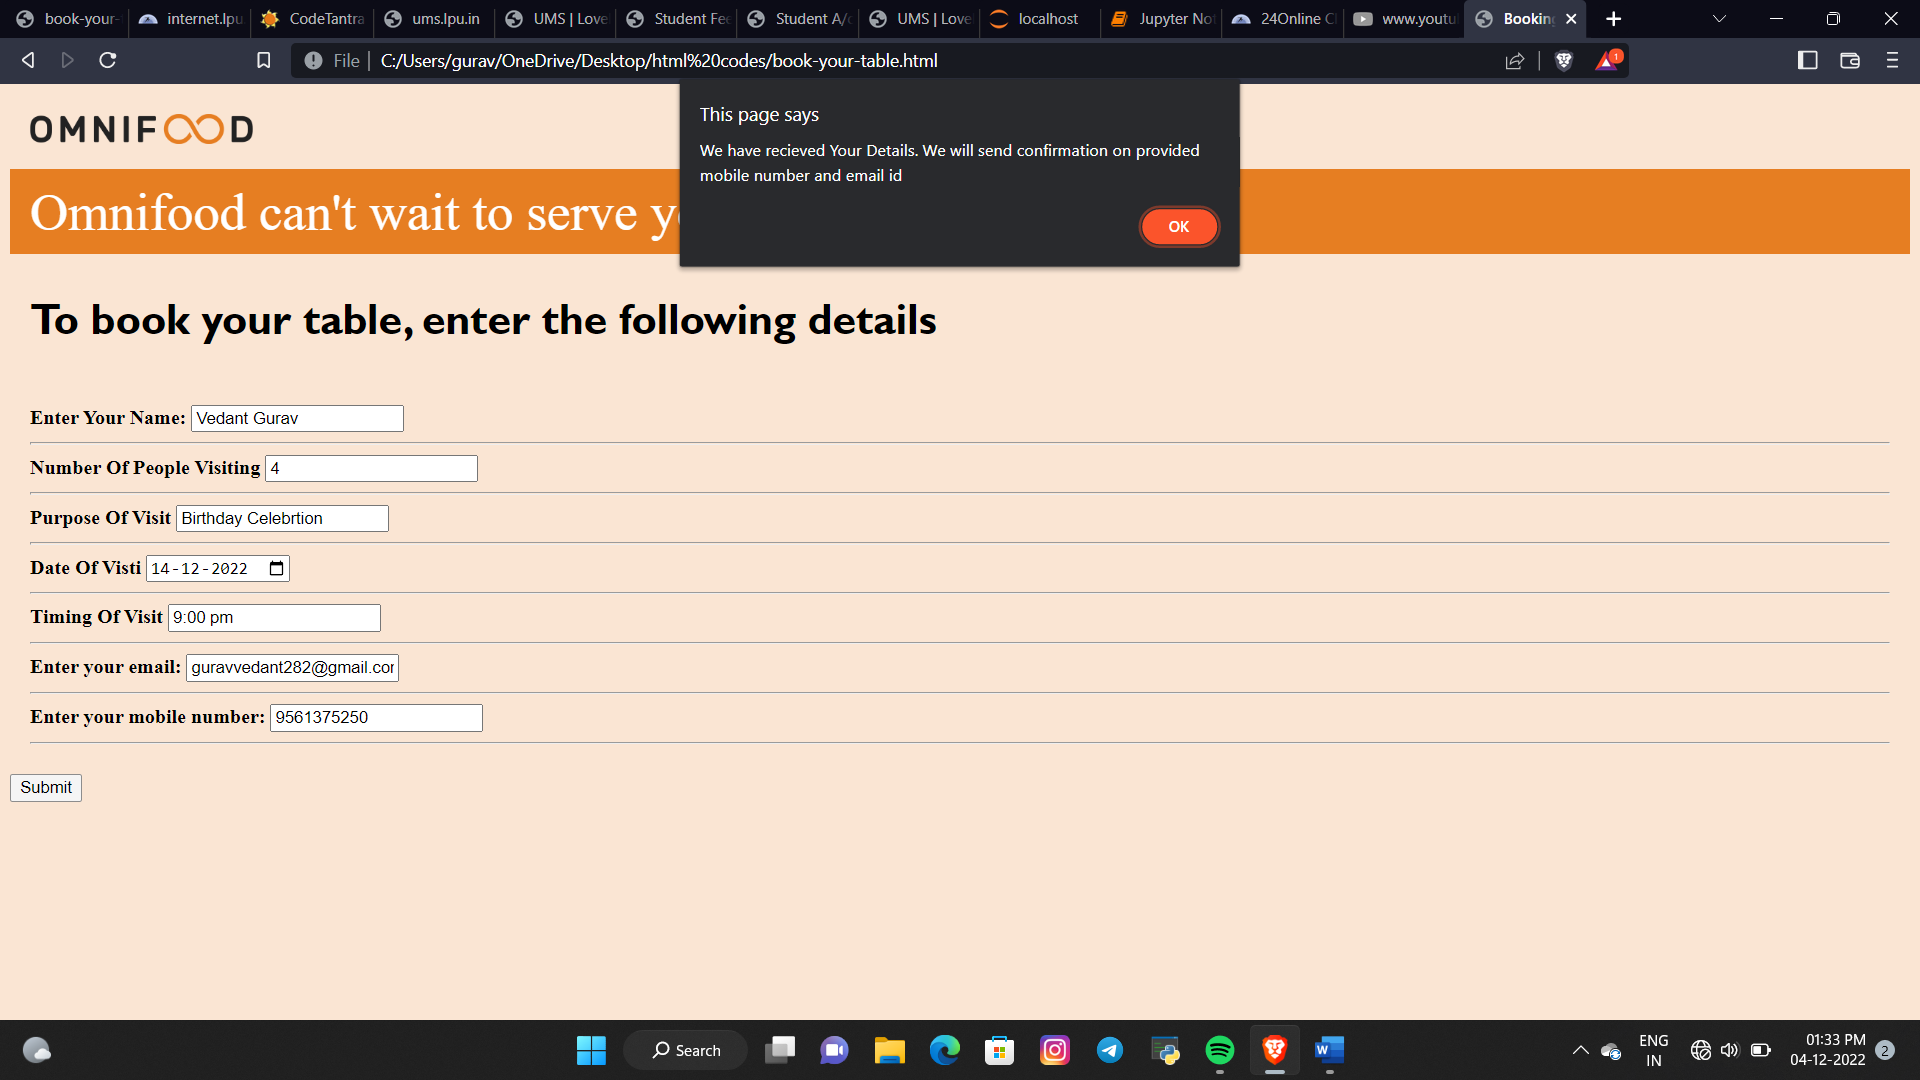 book-your- internet.lpu. CodeTantra ums.lpu.in UMS | Love Student Fee Student A/c UMS | Love localhost Jupyter Not 24Online Cl www.youtu Booking
File C:/Users/gurav/OneDrive/Desktop/html%20codes/book-your-table.html 1
This page says
We have recieved Your Details. We will send confirmation on provided
mobile number and email id
OK
OMNIFOOD
Omnifood can't wait to serve y
To book your table, enter the following details
Enter Your Name: Vedant Gurav
Number Of People Visiting 4
Purpose Of Visit Birthday Celebrtion
Date Of Visti 14-12-2022
Timing Of Visit 9:00 pm
Enter your email: guravvedant282@gmail.cor
Enter your mobile number: 9561375250
Submit
Search
ENG
IN
01:33 PM
04-12-2022
2